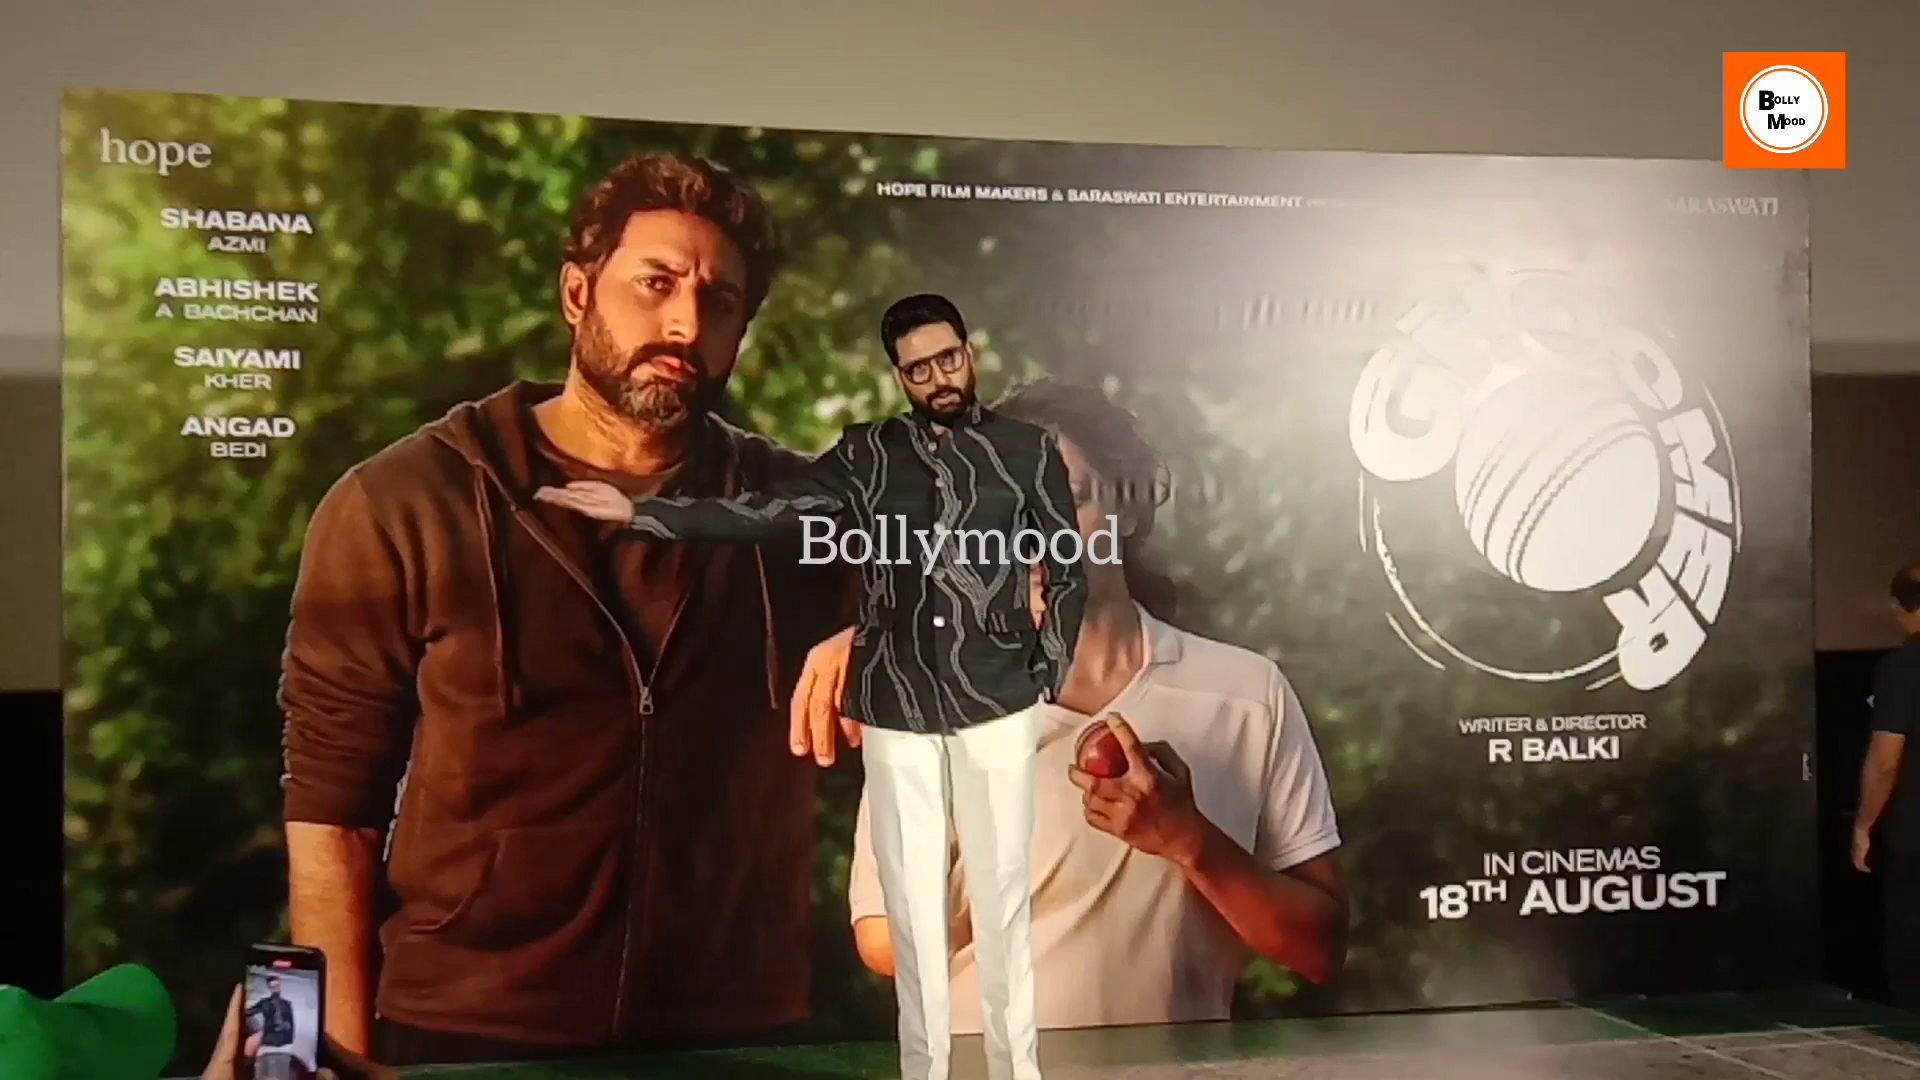 BOLLY
MOOD
hope
HOPE FILM MAKERS & SARASWATI ENTERTAINMENT
SARASWATI
SHABANA
AZMI
ABHISHEK
A BACHCHAN
SAIYAMI
KHER
ANGAD
BEDI
Bollymood
WRITER & DIRECTOR
R BALKI
IN CINEMAS
18TH AUGUST